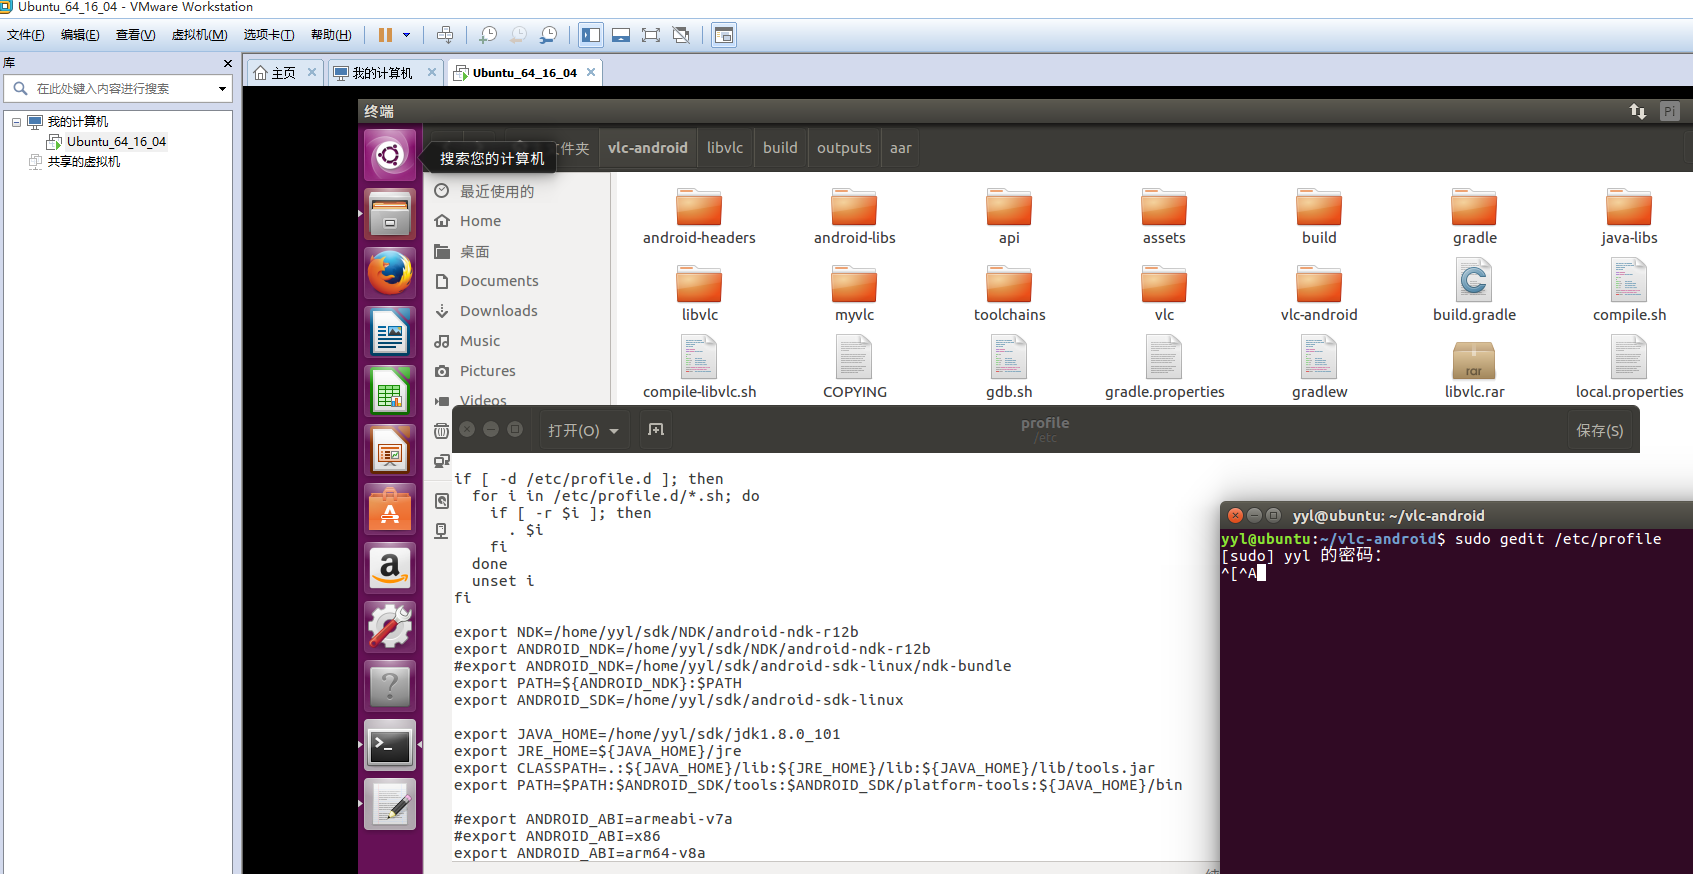 Ubuntu_64_16_04 - VMware Workstation
文件(F) 编辑(E) 查看(V) 虚拟机(M) 选项卡(T) 帮助(H)
库
在此处键入内容进行搜索
我的计算机
Ubuntu_64_16_04
共享的虚拟机
主页 我的计算机 Ubuntu_64_16_04
终端
Pi
搜索您的计算机
文件夹 vlc-android libvlc build outputs aar
最近使用的
Home
桌面
Documents
Downloads
Music
Pictures
Videos
android-headers android-libs api assets build gradle java-libs
libvlc myvlc toolchains vlc vlc-android build.gradle compile.sh
rar
compile-libvlc.sh COPYING gdb.sh gradle.properties gradlew libvlc.rar local.properties
打开(O) profile 保存(S)
/etc
if [ -d /etc/profile.d ]; then
for i in /etc/profile.d/*.sh; do
if [ -r $i ]; then
. $i
fi
done
unset i
fi
export NDK=/home/yyl/sdk/NDK/android-ndk-r12b
export ANDROID_NDK=/home/yyl/sdk/NDK/android-ndk-r12b
#export ANDROID_NDK=/home/yyl/sdk/android-sdk-linux/ndk-bundle
export PATH=${ANDROID_NDK}:$PATH
export ANDROID_SDK=/home/yyl/sdk/android-sdk-linux
export JAVA_HOME=/home/yyl/sdk/jdk1.8.0_101
export JRE_HOME=${JAVA_HOME}/jre
export CLASSPATH=.:${JAVA_HOME}/lib:${JRE_HOME}/lib:${JAVA_HOME}/lib/tools.jar
export PATH=$PATH:$ANDROID_SDK/tools:$ANDROID_SDK/platform-tools:${JAVA_HOME}/bin
#export ANDROID_ABI=armeabi-v7a
#export ANDROID_ABI=x86
export ANDROID_ABI=arm64-v8a
yyl@ubuntu: ~/vlc-android
yyl@ubuntu:~/vlc-android$ sudo gedit /etc/profile
[sudo] yyl 的密码：
^[^A